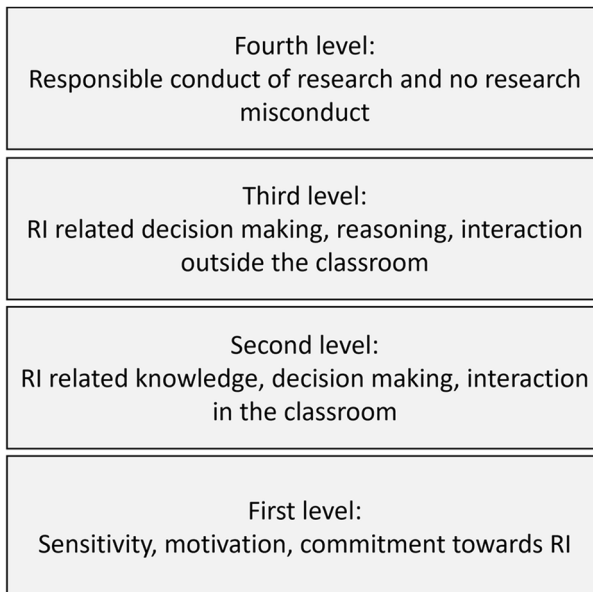 Fourth level:
Responsible conduct of research and no research
misconduct
Third level:
RI related decision making, reasoning, interaction
outside the classroom
Second level:
RI related knowledge, decision making, interaction
in the classroom
First level:
Sensitivity, motivation, commitment towards RI